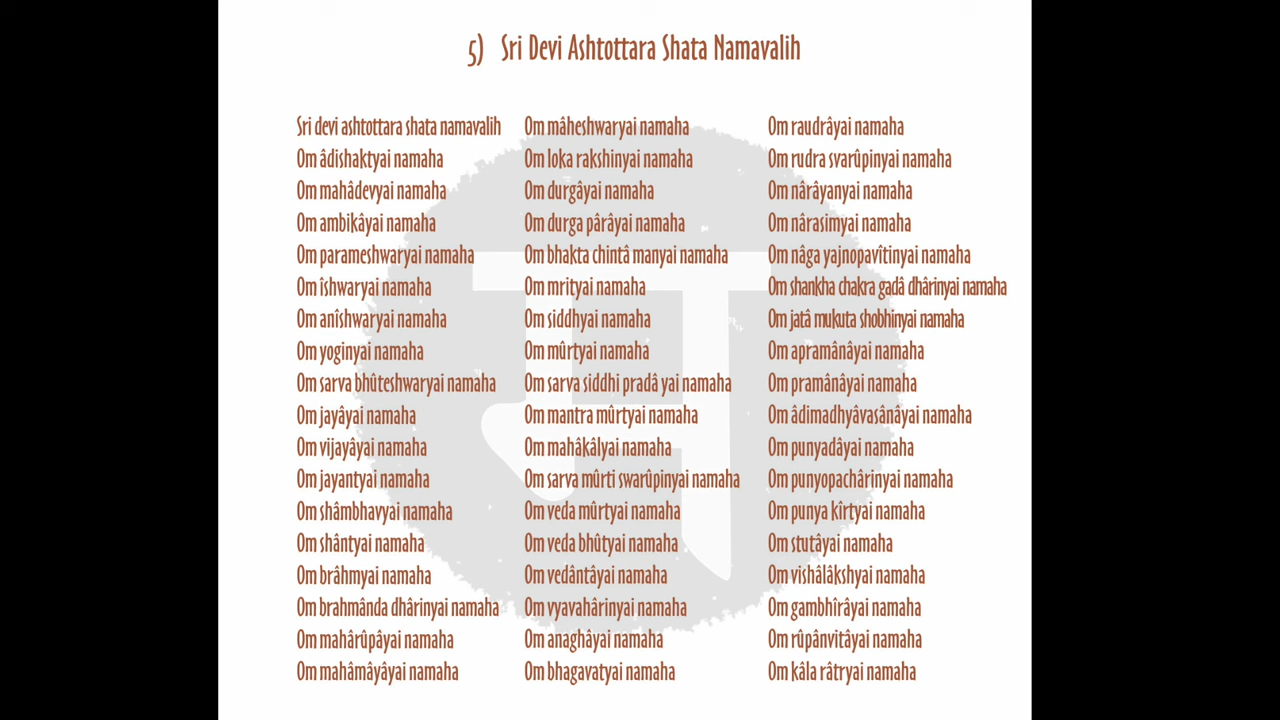 5) Sri Devi Ashtottara Shata Namavalih
Sri devi ashtottara shata namavalih
Om âdishaktyai namaha
Om mahâdevyai namaha
Om ambikâyai namaha
Om parameshwaryai namaha
Om îshwaryai namaha
Om anîshwaryai namaha
Om yoginyai namaha
Om sarva bhûteshwaryai namaha
Om jayâyai namaha
Om vijayâyai namaha
Om jayantyai namaha
Om shâmbhavyai namaha
Om shântyai namaha
Om brâhmyai namaha
Om brahmânda dhârinyai namaha
Om mahârûpâyai namaha
Om mahâmâyâyai namaha
Om mâheshwaryai namaha
Om loka rakshinyai namaha
Om durgâyai namaha
Om durga pârâyai namaha
Om bhakta chintâ manyai namaha
Om mrityai namaha
Om siddhyai namaha
Om mûrtyai namaha
Om sarva siddhi pradâ yai namaha
Om mantra mûrtyai namaha
Om mahâkâlyai namaha
Om sarva mûrti swarûpinyai namaha
Om veda mûrtyai namaha
Om veda bhûtyai namaha
Om vedântâyai namaha
Om vyavahârinyai namaha
Om anaghâyai namaha
Om bhagavatyai namaha
Om raudrâyai namaha
Om rudra svarûpinyai namaha
Om nârâyanyai namaha
Om nârasimyai namaha
Om nâga yajnopavîtinyai namaha
Om shankha chakra gadâ dhârinyai namaha
Om jatâ mukuta shobhinyai namaha
Om apramânâyai namaha
Om pramânâyai namaha
Om âdimadhyâvasânâyai namaha
Om punyadâyai namaha
Om punyopachârinyai namaha
Om punya kîrtyai namaha
Om stutâyai namaha
Om vishâlâkshyai namaha
Om gambhîrâyai namaha
Om rûpânvitâyai namaha
Om kâla râtryai namaha
म